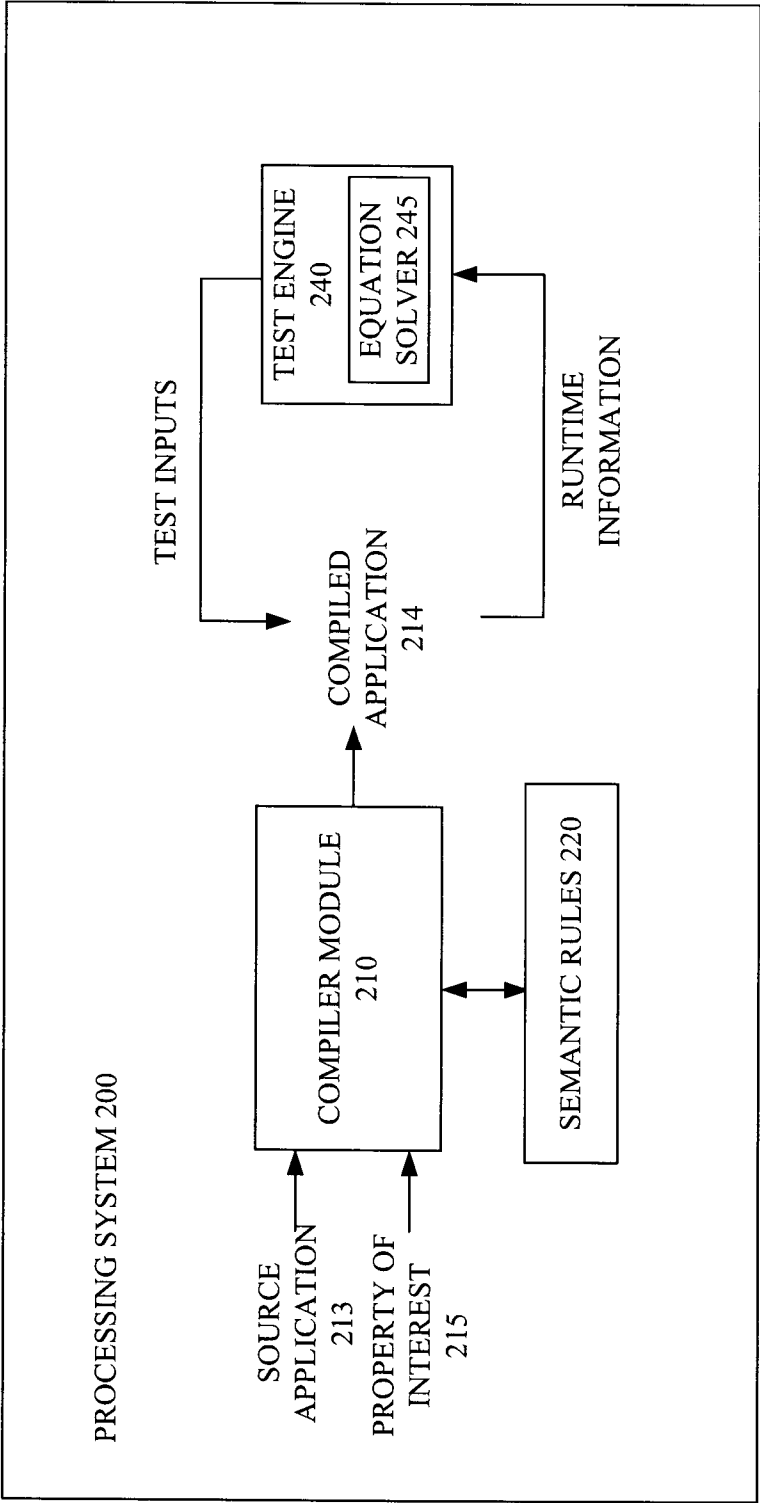 PROCESSING SYSTEM 200
SOURCE
APPLICATION
213
PROPERTY OF
INTEREST
215
COMPILER MODULE
210
SEMANTIC RULES 220
COMPILED
APPLICATION
214
TEST INPUTS
TEST ENGINE
240
EQUATION
SOLVER 245
RUNTIME
INFORMATION